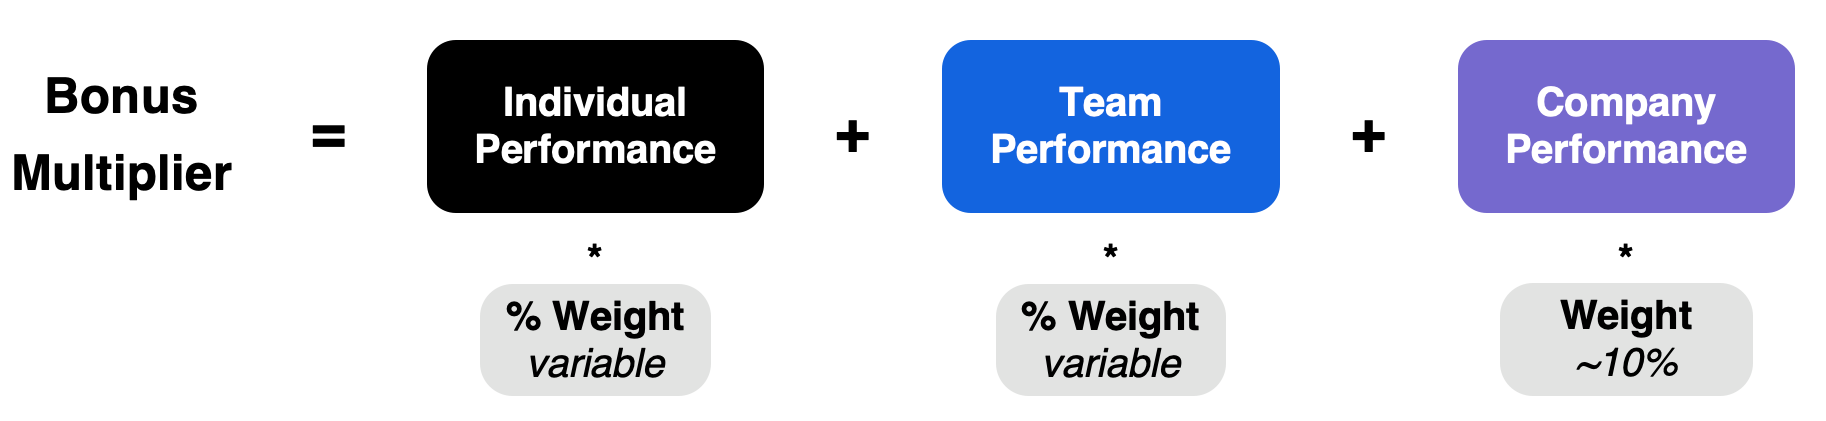 Bonus
Multiplier
=
Individual
Performance
+
Team
Performance
+
Company
Performance
*
*
*
% Weight
variable
% Weight
variable
Weight
~10%